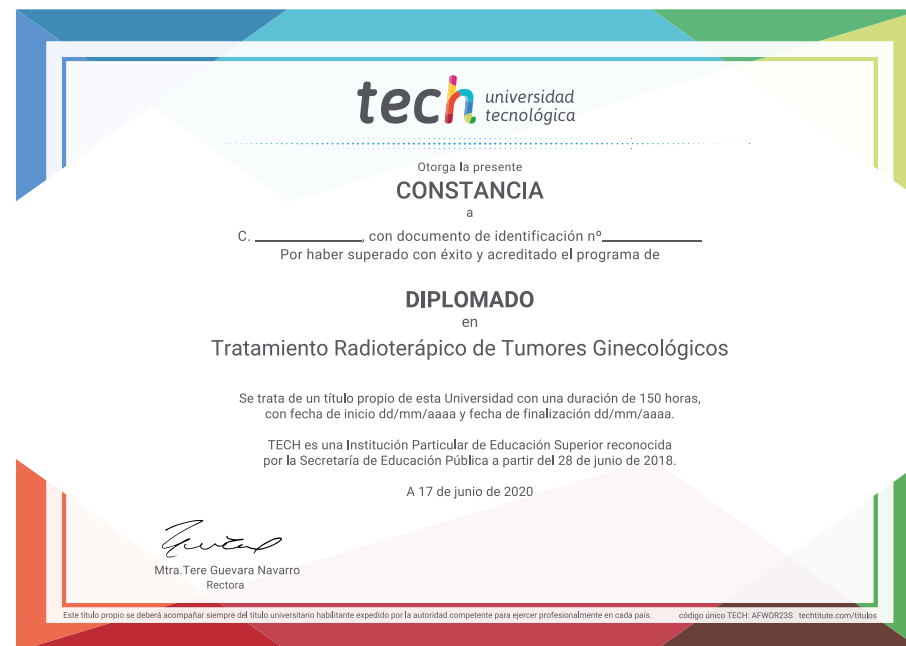 tech universidad
tecnológica
Otorga la presente
CONSTANCIA
a
C. ____________, con documento de identificación nº____________
Por haber superado con éxito y acreditado el programa de
DIPLOMADO
en
Tratamiento Radioterápico de Tumores Ginecológicos
Se trata de un título propio de esta Universidad con una duración de 150 horas,
con fecha de inicio dd/mm/aaaa y fecha de finalización dd/mm/aaaa.
TECH es una Institución Particular de Educación Superior reconocida
por la Secretaría de Educación Pública a partir del 28 de junio de 2018.
A 17 de junio de 2020
Mtra.Tere Guevara Navarro
Rectora
Este título propio se deberá acompañar siempre del título universitario habilitante expedido por la autoridad competente para ejercer profesionalmente en cada país. código único TECH: AFWOR23S techtitute.com/titulos